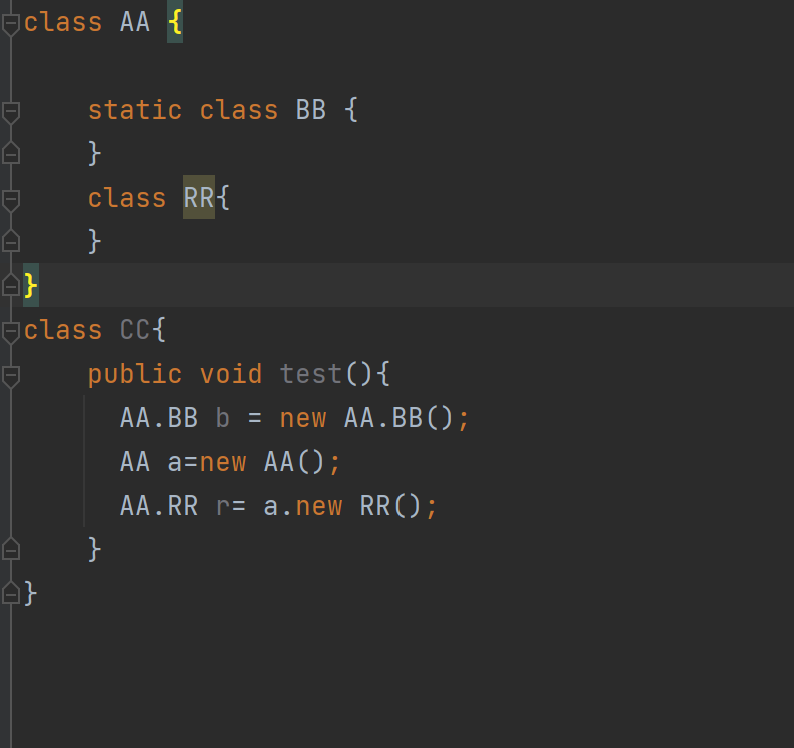 class AA {
static class BB {
}
class RR{
}
}
class CC{
public void test(){
AA.BB b = new AA.BB();
AA a=new AA();
AA.RR r= a.new RR();
}
}